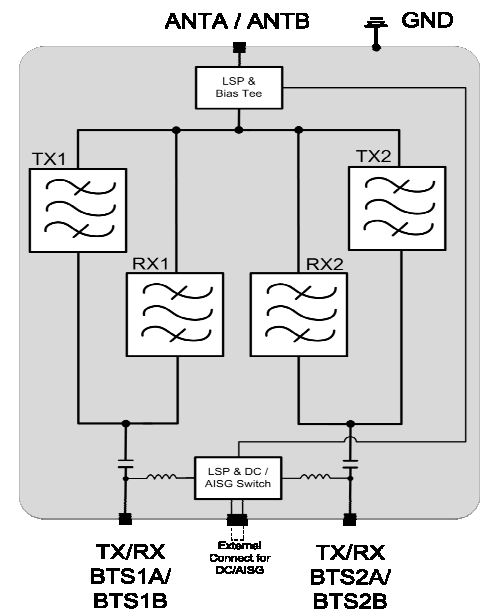 ANTA / ANTB
GND
LSP &
Bias Tee
TX1
TX2
RX1
RX2
LSP & DC /
AISG Switch
TX/RX
BTS1A/
BTS1B
External
Connect for
DC/AISG
TX/RX
BTS2A/
BTS2B